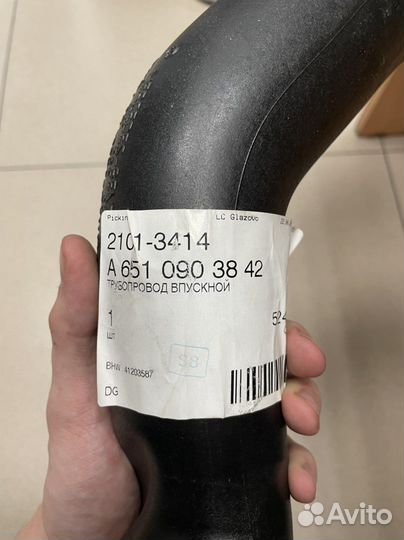 Pickin LC Glazovo
2101-3414
A 651 090 38 42
ТРУБОПРОВОД ВПУСКНОЙ
1
ШТ
BHW 41203587
DG
Avito